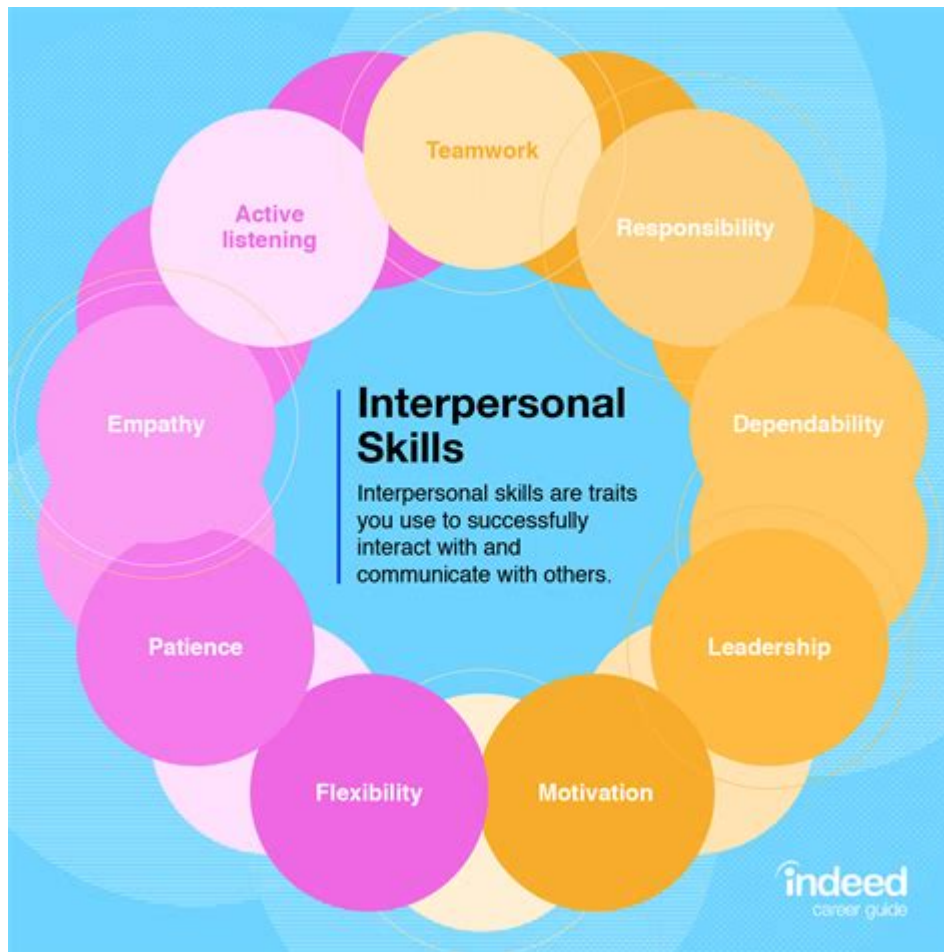 Teamwork
Responsibility
Dependability
Leadership
Motivation
Flexibility
Patience
Empathy
Active
listening
Interpersonal
Skills
Interpersonal skills are traits
you use to successfully
interact with and
communicate with others.
indeed
career guide